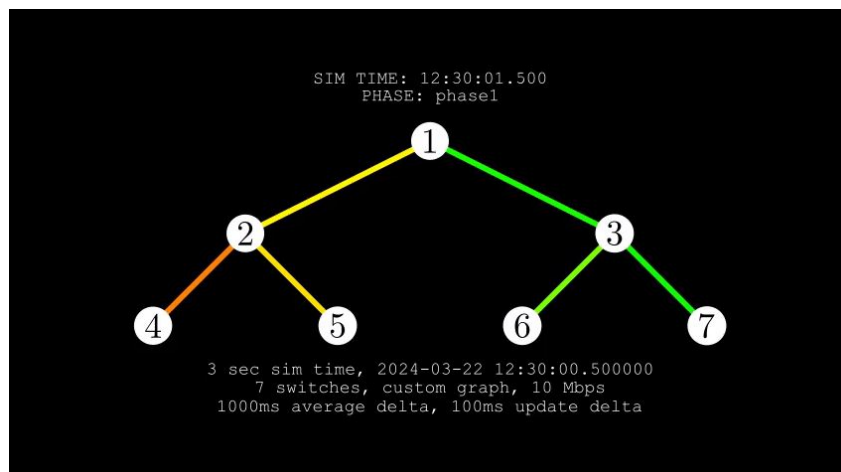 SIM TIME: 12:30:01.500
PHASE: phase1
1
2
3
4
5
6
7
3 sec sim time, 2024-03-22 12:30:00.500000
7 switches, custom graph, 10 Mbps
1000ms average delta, 100ms update delta